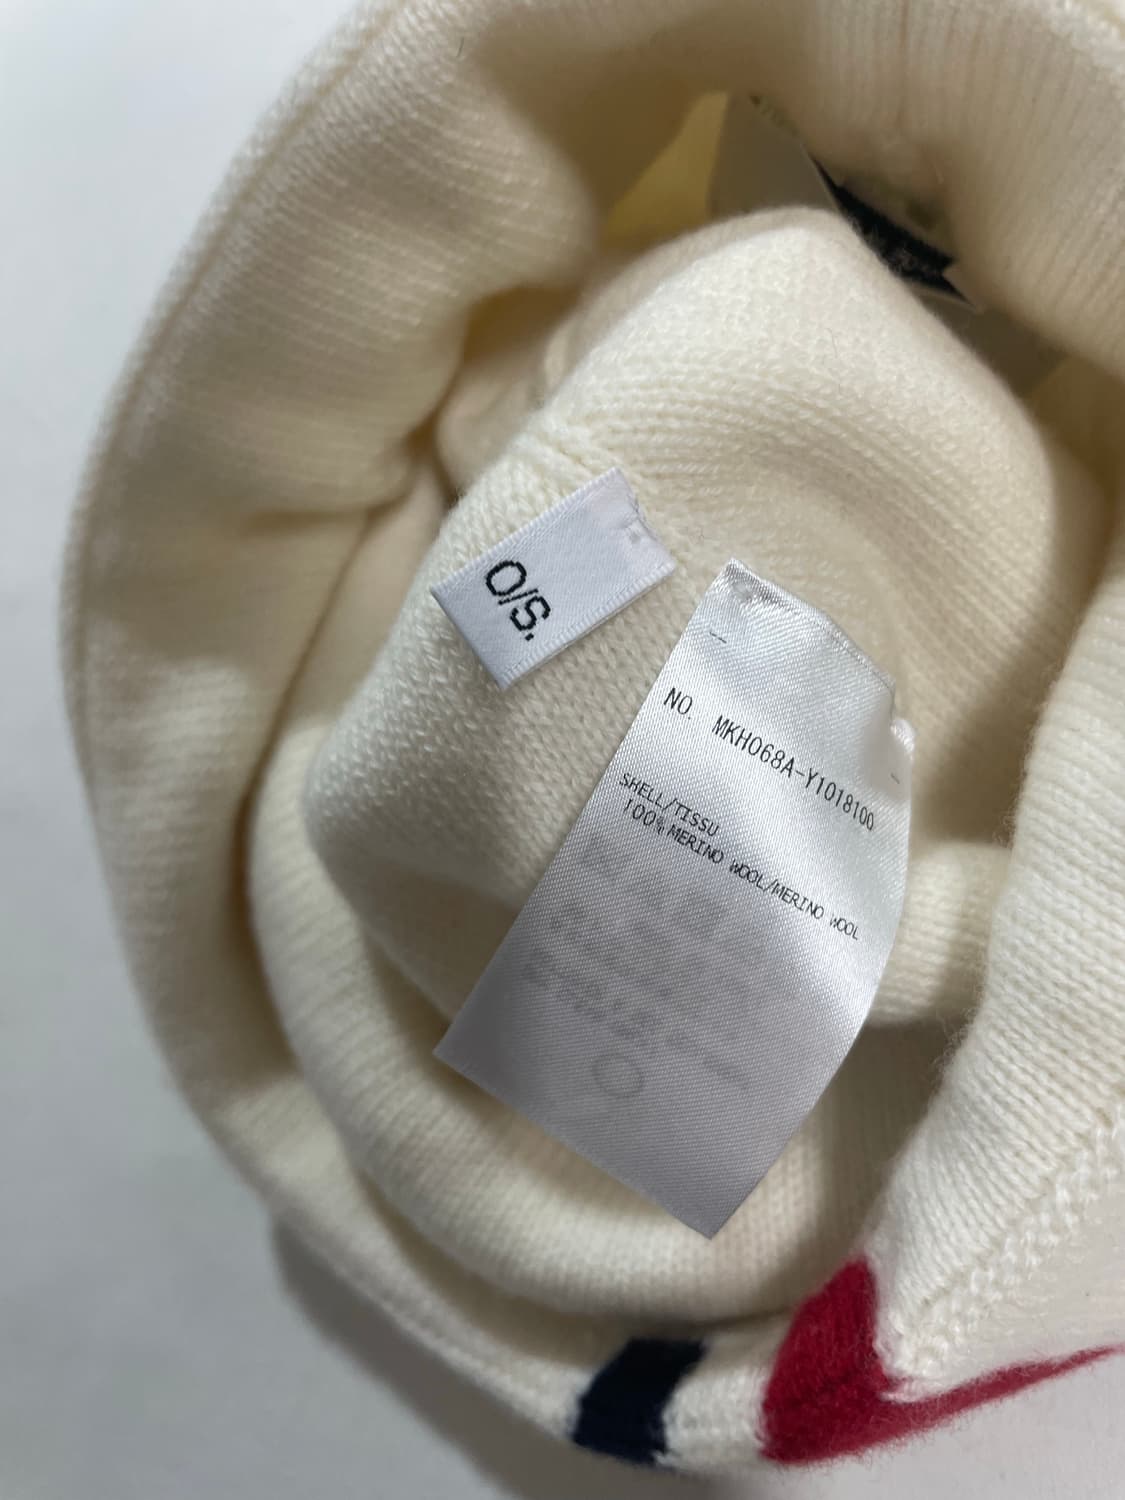 O/S.
NO. MKH068A-Y1018100
SHELL/TISSU
100% MERINO WOOL/MERINO WOOL